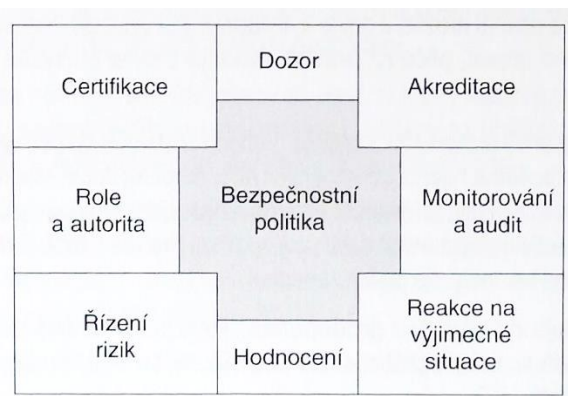 Certifikace
Dozor
Akreditace
Role
a autorita
Bezpečnostní
politika
Monitorování
a audit
Řízení
rizik
Hodnocení
Reakce na
výjimečné
situace